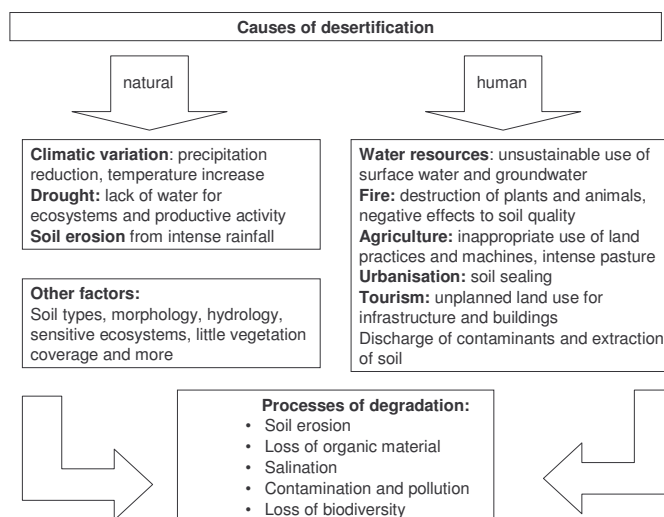 Causes of desertification
natural
human
Climatic variation: precipitation
reduction, temperature increase
Drought: lack of water for
ecosystems and productive activity
Soil erosion from intense rainfall
Other factors:
Soil types, morphology, hydrology,
sensitive ecosystems, little vegetation
coverage and more
Water resources: unsustainable use of
surface water and groundwater
Fire: destruction of plants and animals,
negative effects to soil quality
Agriculture: inappropriate use of land
practices and machines, intense pasture
Urbanisation: soil sealing
Tourism: unplanned land use for
infrastructure and buildings
Discharge of contaminants and extraction
of soil
Processes of degradation:
• Soil erosion
• Loss of organic material
• Salination
• Contamination and pollution
• Loss of biodiversity